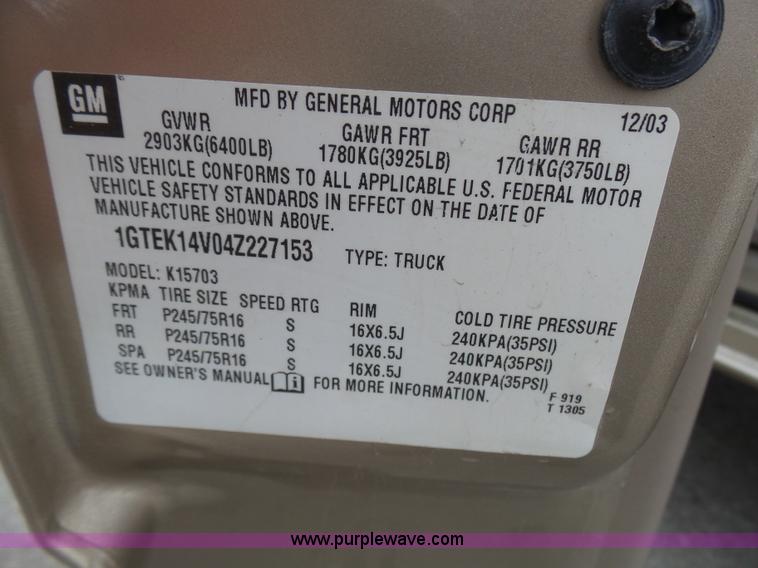 GM
MFD BY GENERAL MOTORS CORP 12/03
GVWR GAWR FRT GAWR RR
2903KG(6400LB) 1780KG(3925LB) 1701KG(3750LB)
THIS VEHICLE CONFORMS TO ALL APPLICABLE U.S. FEDERAL MOTOR
VEHICLE SAFETY STANDARDS IN EFFECT ON THE DATE OF
MANUFACTURE SHOWN ABOVE.
1GTEK14V04Z227153 TYPE: TRUCK
MODEL: K15703
KPMA TIRE SIZE SPEED RTG RIM COLD TIRE PRESSURE
FRT P245/75R16 S 16X6.5J 240KPA(35PSI)
RR P245/75R16 S 16X6.5J 240KPA(35PSI)
SPA P245/75R16 S 16X6.5J 240KPA(35PSI)
SEE OWNER'S MANUAL FOR MORE INFORMATION. F 919
T 1305
www.purplewave.com